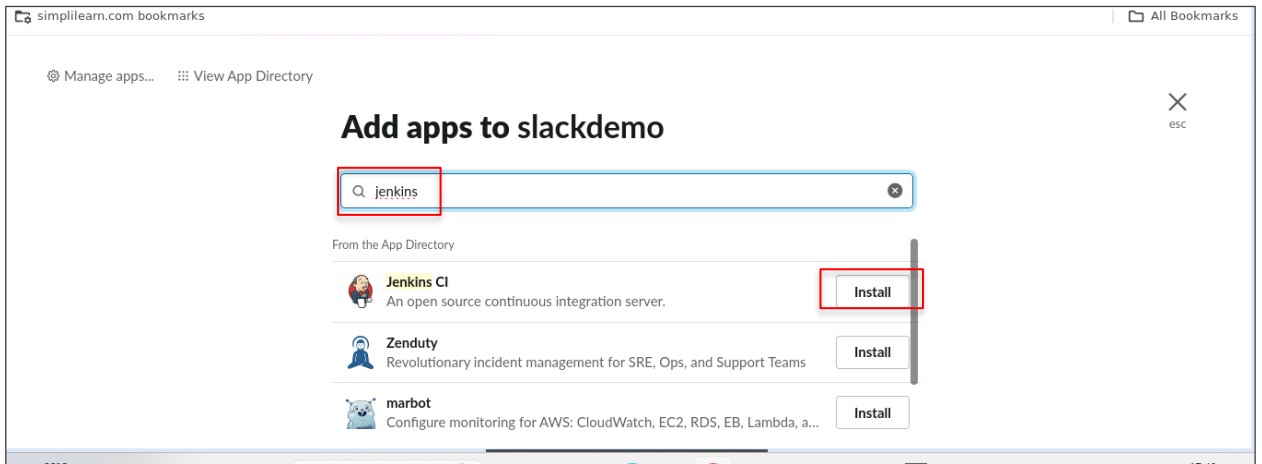 simplilearn.com bookmarks
All Bookmarks
Manage apps...
View App Directory
esc
Add apps to slackdemo
jenkins
From the App Directory
Jenkins CI
An open source continuous integration server.
Install
Zenduty
Revolutionary incident management for SRE, Ops, and Support Teams
Install
marbot
Configure monitoring for AWS: CloudWatch, EC2, RDS, EB, Lambda, a...
Install